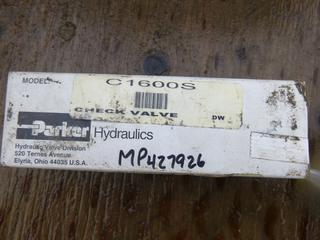 MODEL:
C1600S
CHECK VALVE
DW
Parker Hydraulics
Hydraulic Valve Division
520 Ternes Avenue
Elyria, Ohio 44035 U.S.A.
MP427926